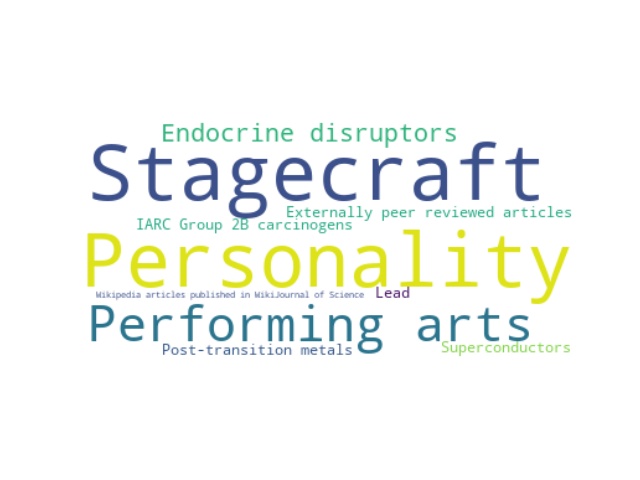 Endocrine disruptors
Stagecraft
Externally peer reviewed articles
IARC Group 2B carcinogens
Personality
Wikipedia articles published in WikiJournal of Science
Lead
Performing arts
Post-transition metals
Superconductors